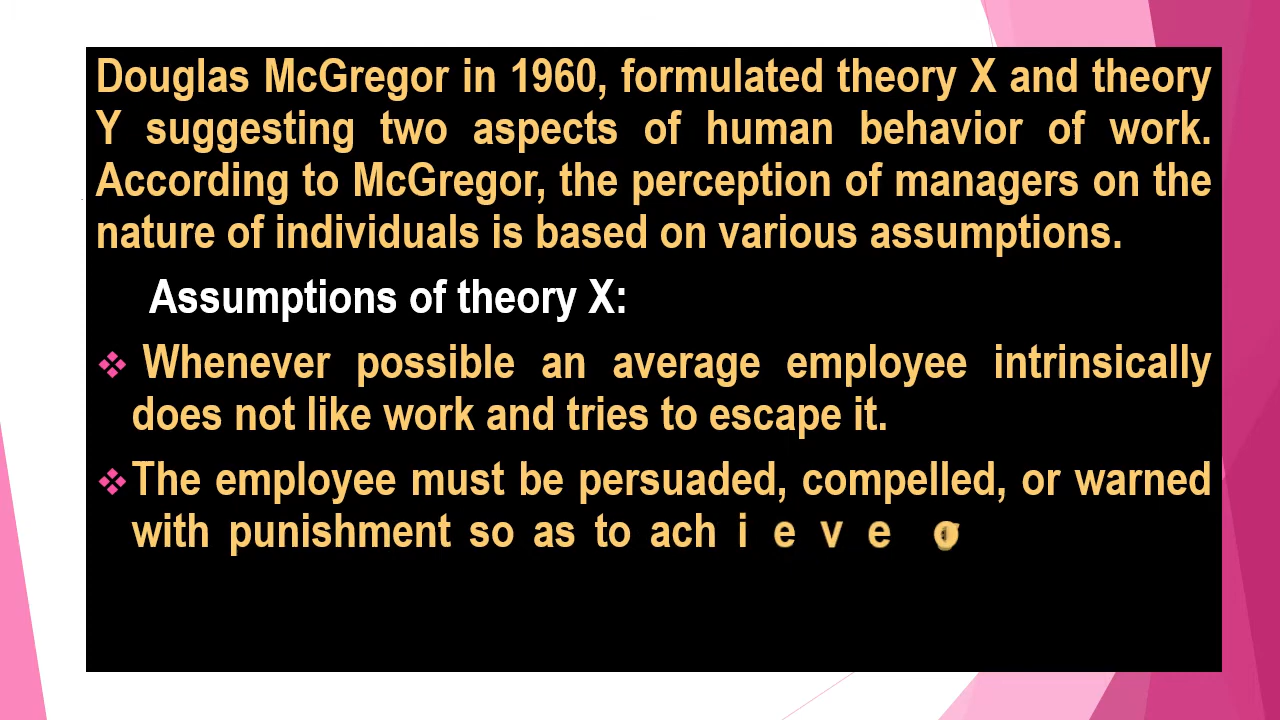 Douglas McGregor in 1960, formulated theory X and theory
Y suggesting two aspects of human behavior of work.
According to McGregor, the perception of managers on the
nature of individuals is based on various assumptions.
Assumptions of theory X:
❖ Whenever possible an average employee intrinsically
does not like work and tries to escape it.
❖ The employee must be persuaded, compelled, or warned
with punishment so as to achieve